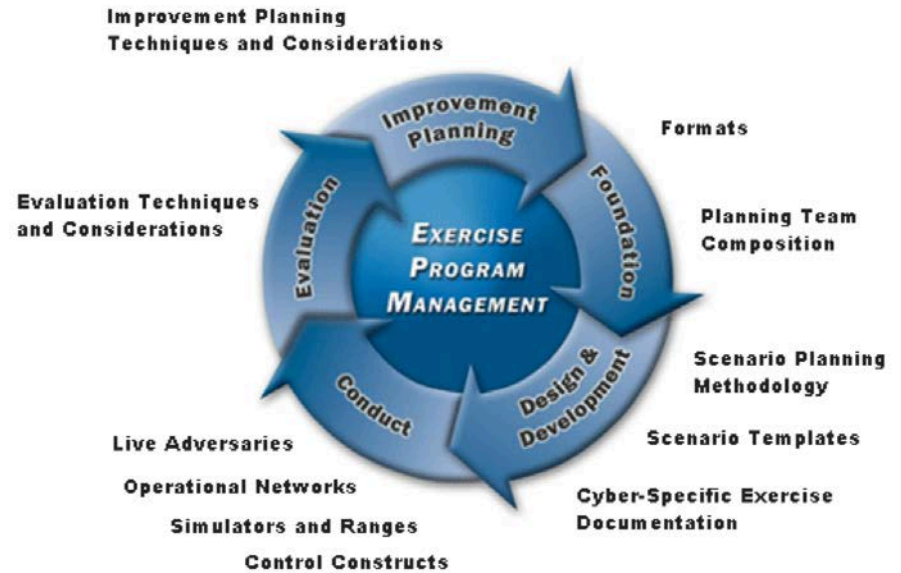 Improvement Planning
Techniques and Considerations
Improvement
Planning
Formats
Foundation
Planning Team
Composition
Evaluation Techniques
and Considerations
Evaluation
EXERCISE
PROGRAM
MANAGEMENT
Scenario Planning
Methodology
Design &
Development
Scenario Templates
Cyber-Specific Exercise
Documentation
Conduct
Live Adversaries
Operational Networks
Simulators and Ranges
Control Constructs